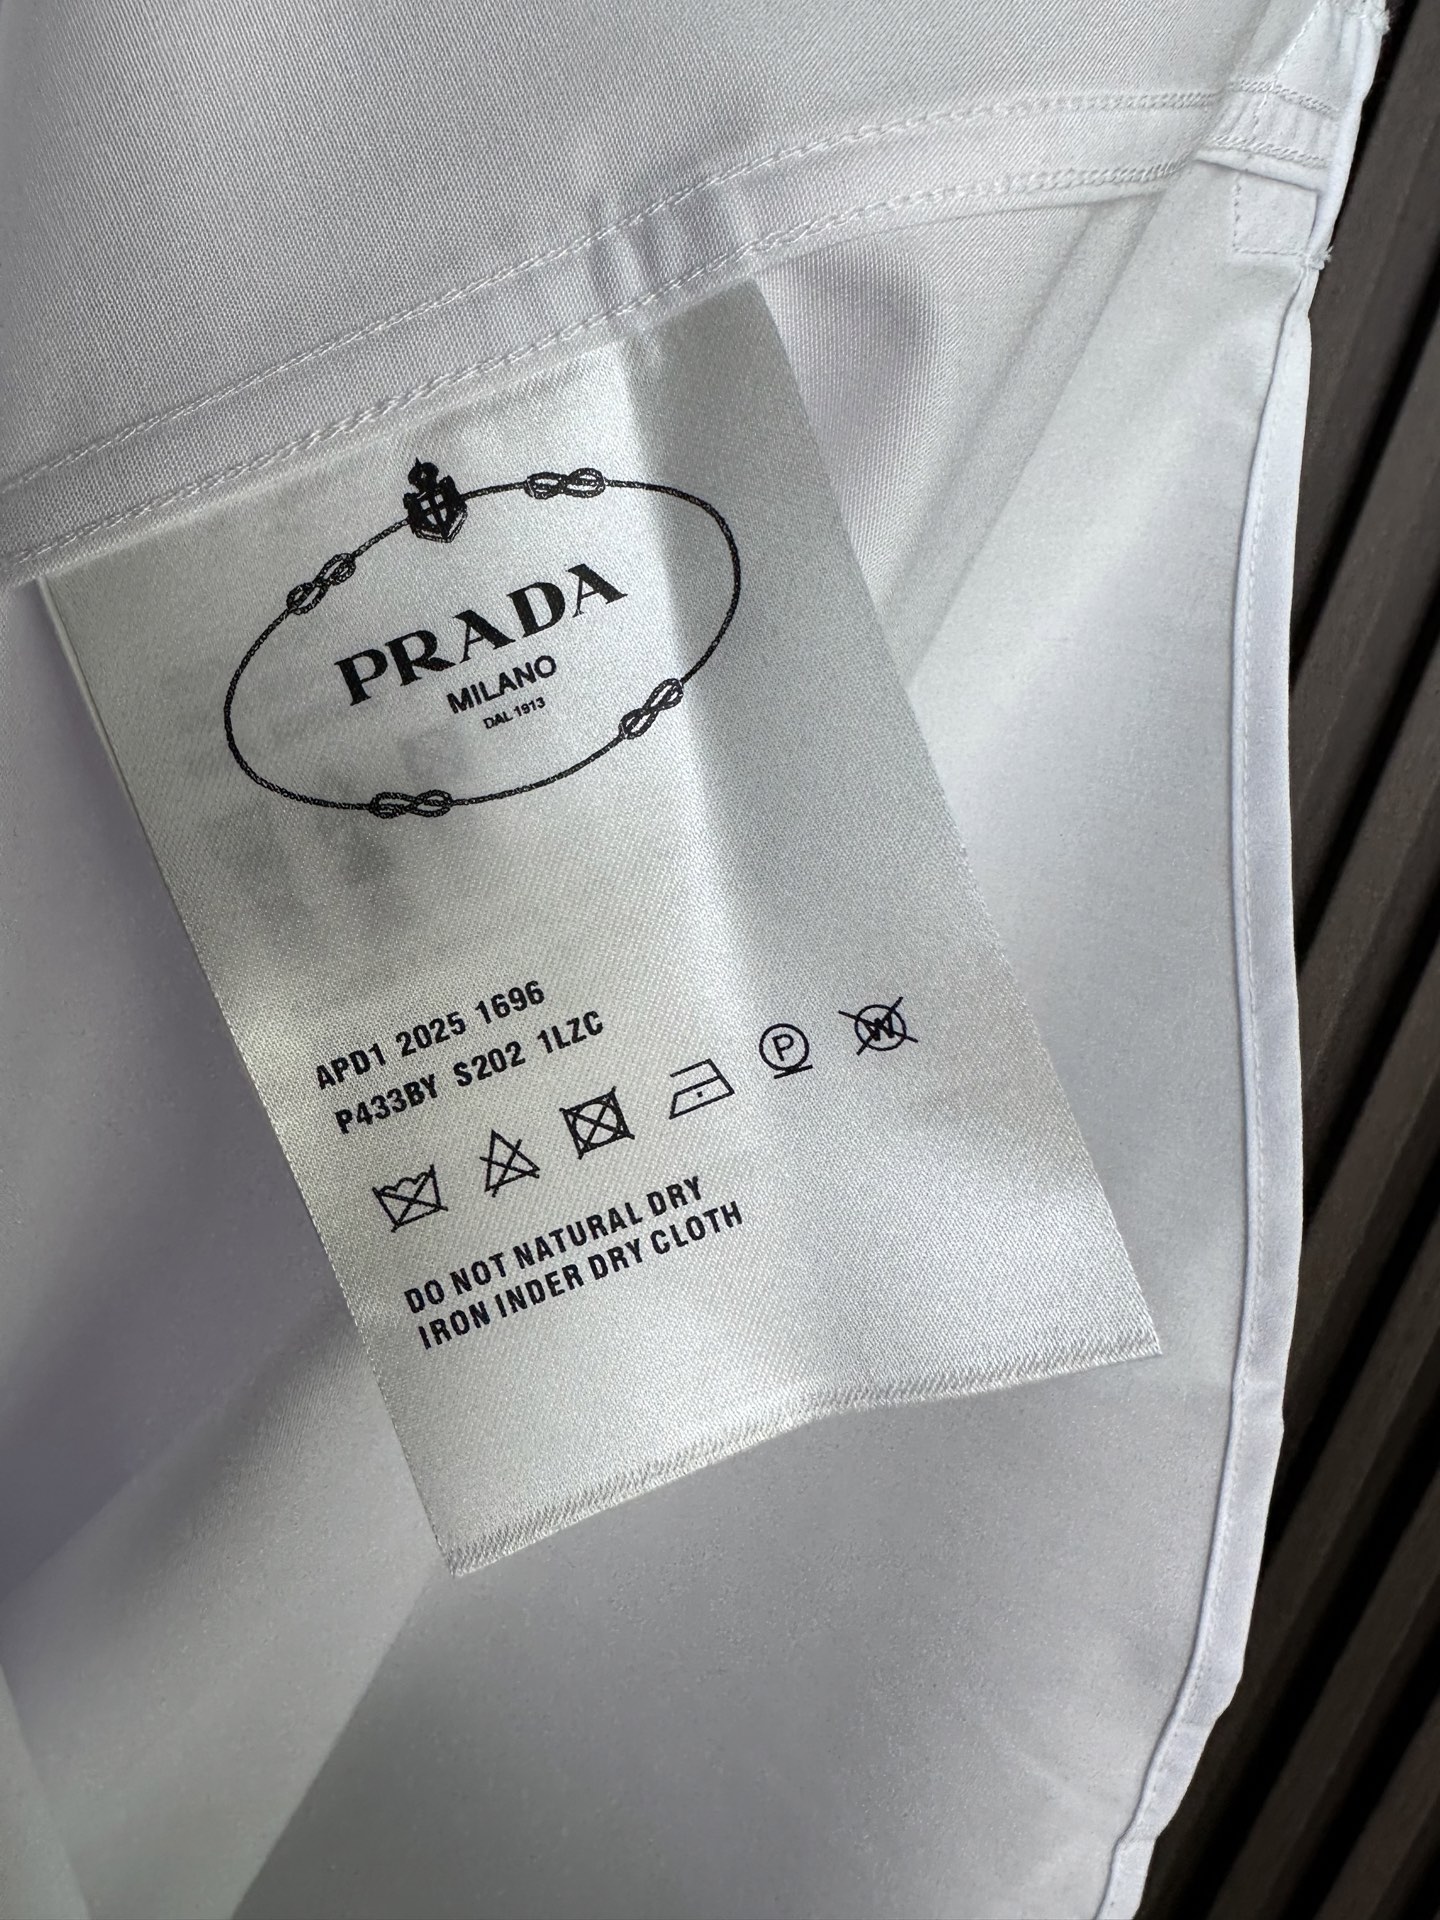 PRADA
MILANO
DAL 1913
APD1 2025 1696
P433BY S202 1LZC
P W
DO NOT NATURAL DRY
IRON INDER DRY CLOTH